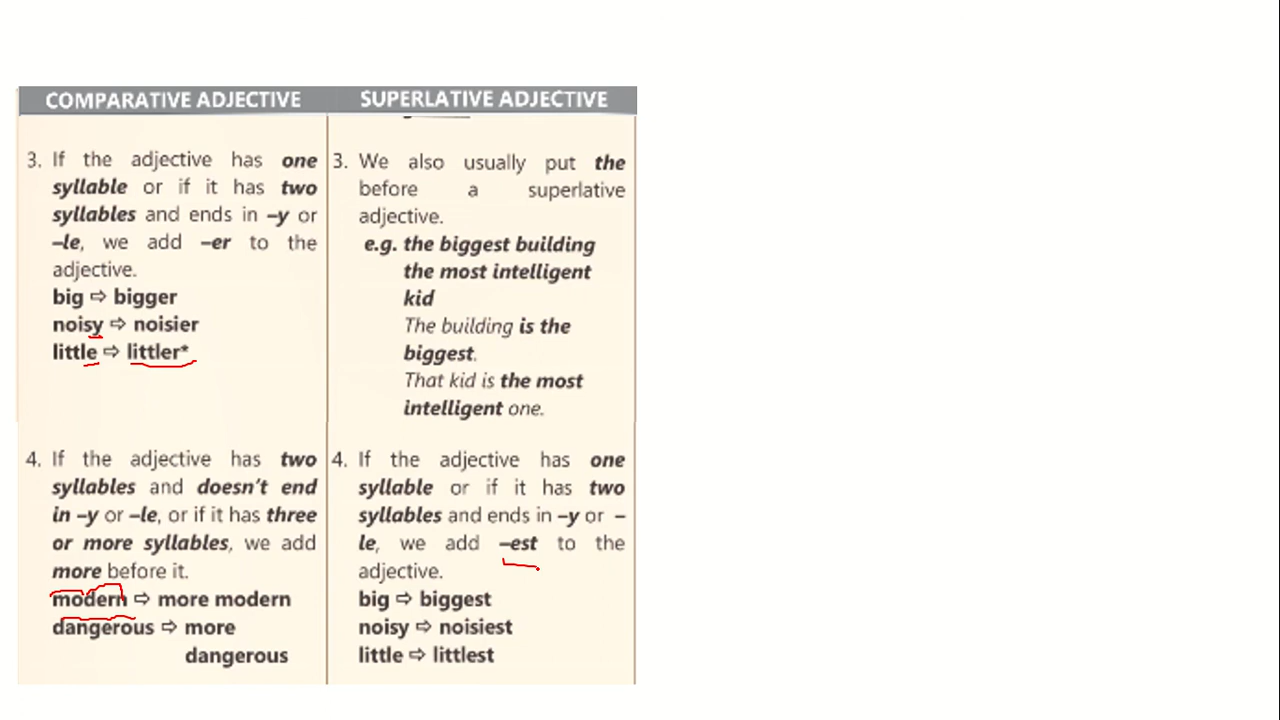 COMPARATIVE ADJECTIVE
3. If the adjective has one
syllable or if it has two
syllables and ends in –y or
–le, we add –er to the
adjective.
big ⇨ bigger
noisy ⇨ noisier
little ⇨ littler*
4. If the adjective has two
syllables and doesn't end
in –y or –le, or if it has three
or more syllables, we add
more before it.
modern ⇨ more modern
dangerous ⇨ more
dangerous
SUPERLATIVE ADJECTIVE
3. We also usually put the
before a superlative
adjective.
e.g. the biggest building
the most intelligent
kid
The building is the
biggest.
That kid is the most
intelligent one.
4. If the adjective has one
syllable or if it has two
syllables and ends in –y or –
le, we add –est to the
adjective.
big ⇨ biggest
noisy ⇨ noisiest
little ⇨ littlest